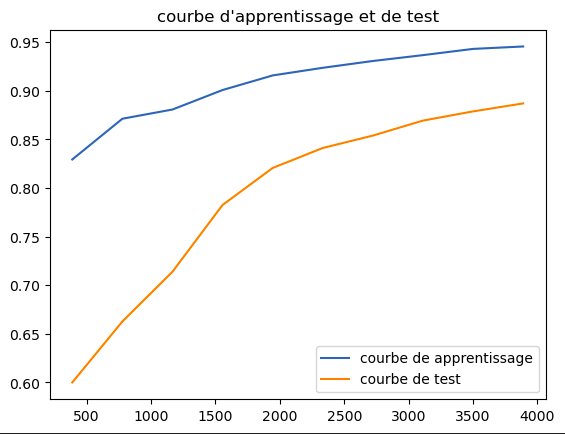 courbe d'apprentissage et de test
0.95
0.90
0.85
0.80
0.75
0.70
0.65
0.60
courbe de apprentissage
courbe de test
500 1000 1500 2000 2500 3000 3500 4000